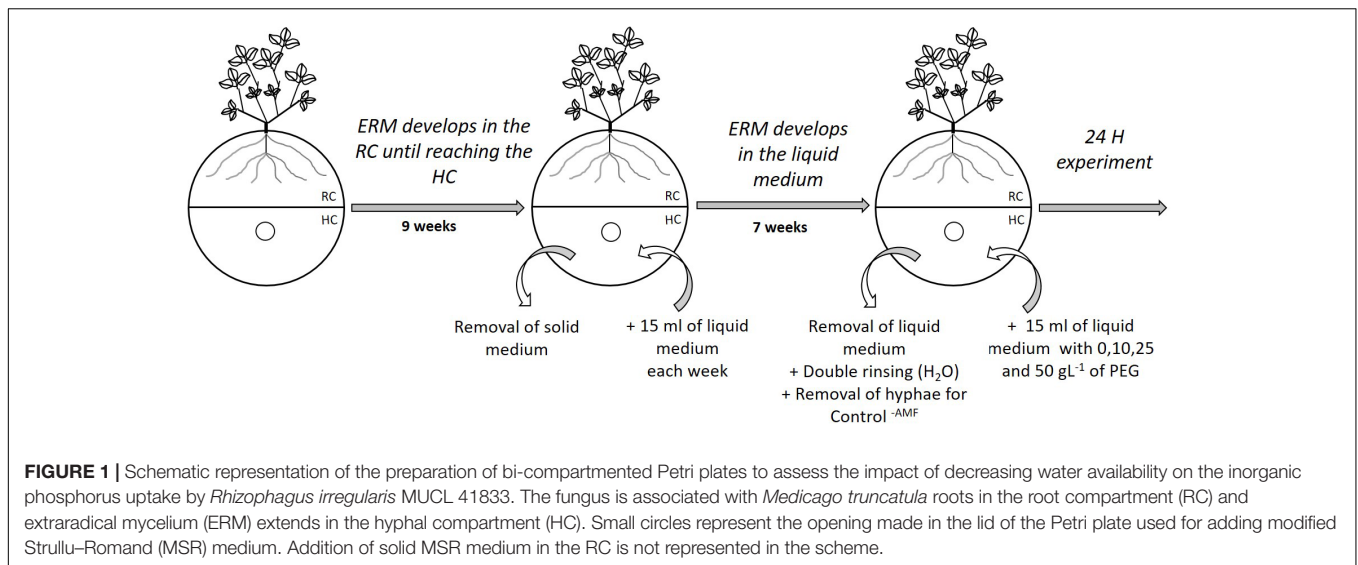 ERM develops in the
RC until reaching the
HC
9 weeks
RC
HC
ERM develops
in the liquid
medium
7 weeks
RC
HC
24 H
experiment
RC
HC
Removal of solid
medium
+ 15 ml of liquid
medium
each week
Removal of liquid
medium
+ Double rinsing (H₂O)
+ Removal of hyphae for
Control ⁻ᴬᴹᶠ
+ 15 ml of liquid
medium with 0,10,25
and 50 gL⁻¹ of PEG
FIGURE 1 | Schematic representation of the preparation of bi-compartmented Petri plates to assess the impact of decreasing water availability on the inorganic
phosphorus uptake by Rhizophagus irregularis MUCL 41833. The fungus is associated with Medicago truncatula roots in the root compartment (RC) and
extraradical mycelium (ERM) extends in the hyphal compartment (HC). Small circles represent the opening made in the lid of the Petri plate used for adding modified
Strullu–Romand (MSR) medium. Addition of solid MSR medium in the RC is not represented in the scheme.